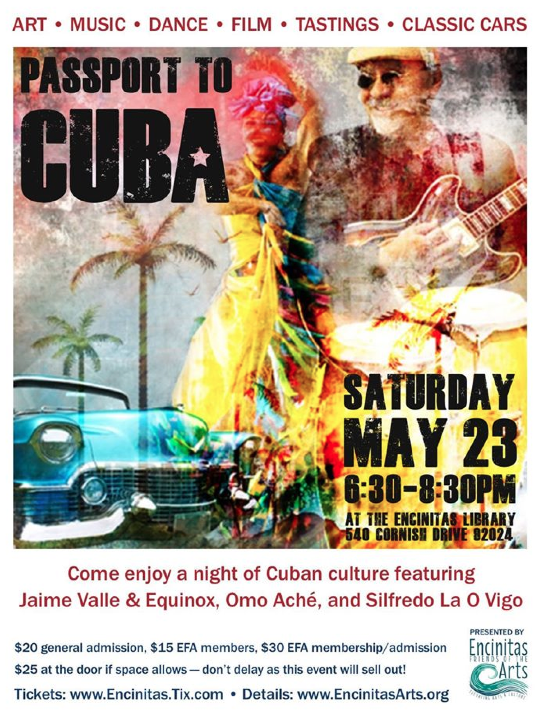 ART • MUSIC • DANCE • FILM • TASTINGS • CLASSIC CARS
PASSPORT TO
CUBA
SATURDAY
MAY 23
6:30-8:30PM
AT THE ENCINITAS LIBRARY
540 CORNISH DRIVE 92024
Come enjoy a night of Cuban culture featuring
Jaime Valle & Equinox, Omo Aché, and Silfredo La O Vigo
$20 general admission, $15 EFA members, $30 EFA membership/admission
$25 at the door if space allows — don't delay as this event will sell out!
Tickets: www.Encinitas.Tix.com • Details: www.EncinitasArts.org
PRESENTED BY
Encinitas
FRIENDS OF THE
Arts